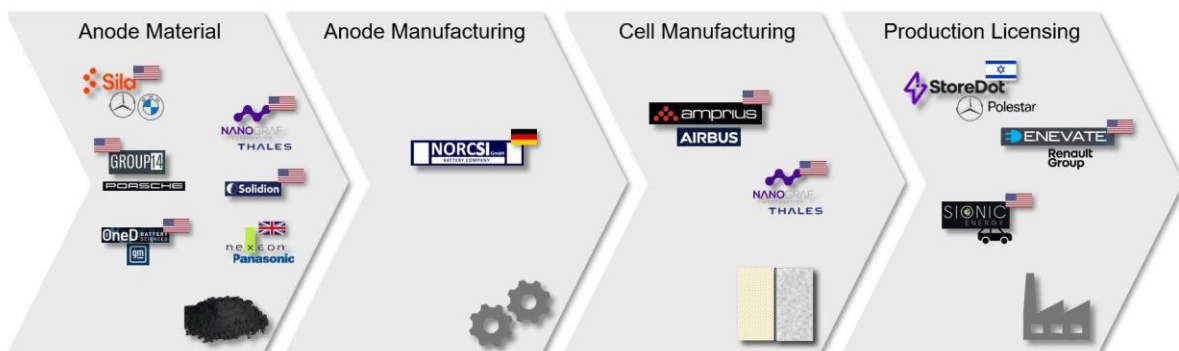 Anode Material
Sila
NANOGRAF
THALES
GROUP14
PORSCHE
Solidion
OneD BATTERY
SCIENCES
gm
nexeon
Panasonic
Anode Manufacturing
NORCSI GmbH
BATTERY COMPANY
Cell Manufacturing
amprius
AIRBUS
NANOGRAF
THALES
Production Licensing
StoreDot
Polestar
ENEVATE
Renault
Group
SIONIC
ENERGY